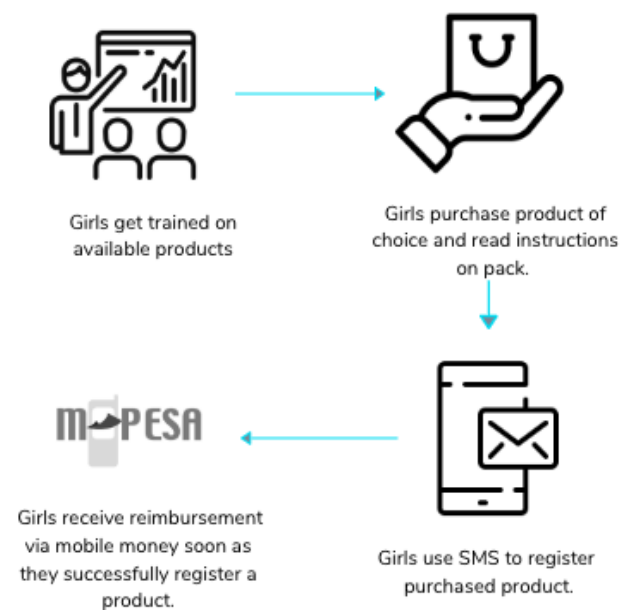 Girls get trained on
available products
Girls purchase product of
choice and read instructions
on pack.
Girls use SMS to register
purchased product.
M-PESA
Girls receive reimbursement
via mobile money soon as
they successfully register a
product.